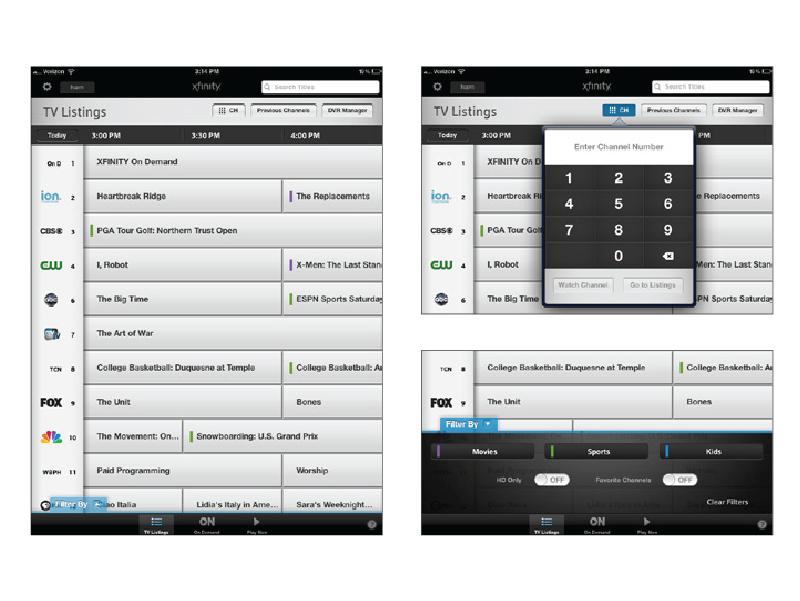 Verizon 3:14 PM 19 %
xfinity Search Titles
TV Listings CH Previous Channels DVR Manager
Today 3:00 PM 3:30 PM 4:00 PM
On D 1 XFINITY On Demand
ion 2 Heartbreak Ridge The Replacements
CBS 3 PGA Tour Golf: Northern Trust Open
CW 4 I, Robot X-Men: The Last Stan
abc 6 The Big Time ESPN Sports Saturday
7 The Art of War
TCN 8 College Basketball: Duquesne at Temple College Basketball: A
FOX 9 The Unit Bones
10 The Movement: On... Snowboarding: U.S. Grand Prix
WBPH 11 Paid Programming Worship
Filter By Ciao Italia Lidia's Italy in Ame... Sara's Weeknight...
TV Listings On Demand Play Now
Verizon 3:14 PM
xfinity Search Titles
TV Listings CH Previous Channels DVR Manager
Today 3:00 PM PM
On D 1 XFINITY On D
ion 2 Heartbreak Ri e Replacements
CBS 3 PGA Tour Gol
CW 4 I, Robot Men: The Last Stan
abc 6 The Big Time PN Sports Saturday
Enter Channel Number
1 2 3
4 5 6
7 8 9
0
Watch Channel Go to Listings
TCN 8 College Basketball: Duquesne at Temple College Basketball: A
FOX 9 The Unit Bones
Filter By
Movies Sports Kids
HD Only OFF Favorite Channels OFF
Clear Filters
TV Listings On Demand Play Now